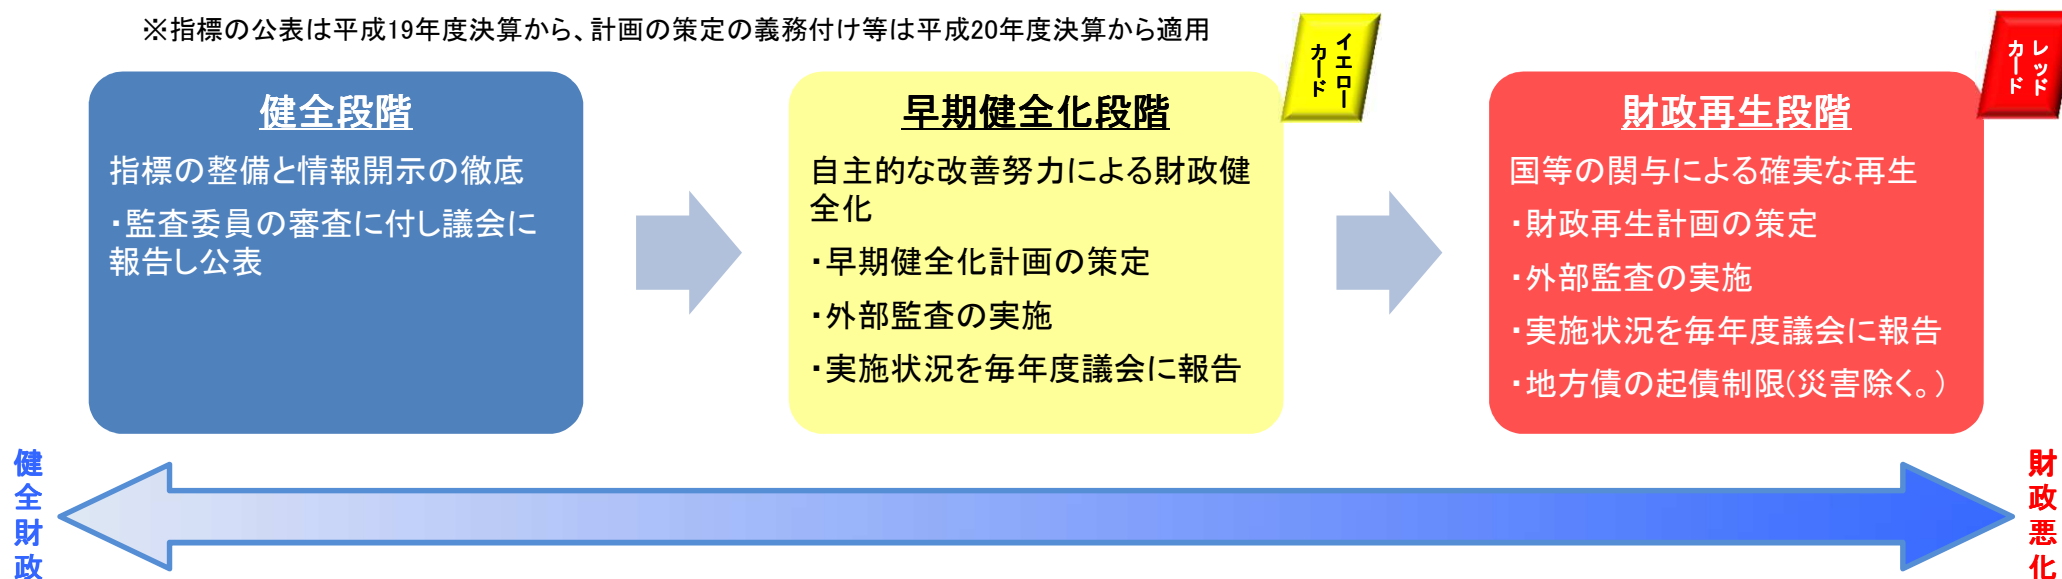 ※指標の公表は平成19年度決算から、計画の策定の義務付け等は平成20年度決算から適用
健全段階
指標の整備と情報開示の徹底
・監査委員の審査に付し議会に
報告し公表
イエロー
カード
早期健全化段階
自主的な改善努力による財政健
全化
・早期健全化計画の策定
・外部監査の実施
・実施状況を毎年度議会に報告
レッド
カード
財政再生段階
国等の関与による確実な再生
・財政再生計画の策定
・外部監査の実施
・実施状況を毎年度議会に報告
・地方債の起債制限(災害除く。)
健全財政
財政悪化